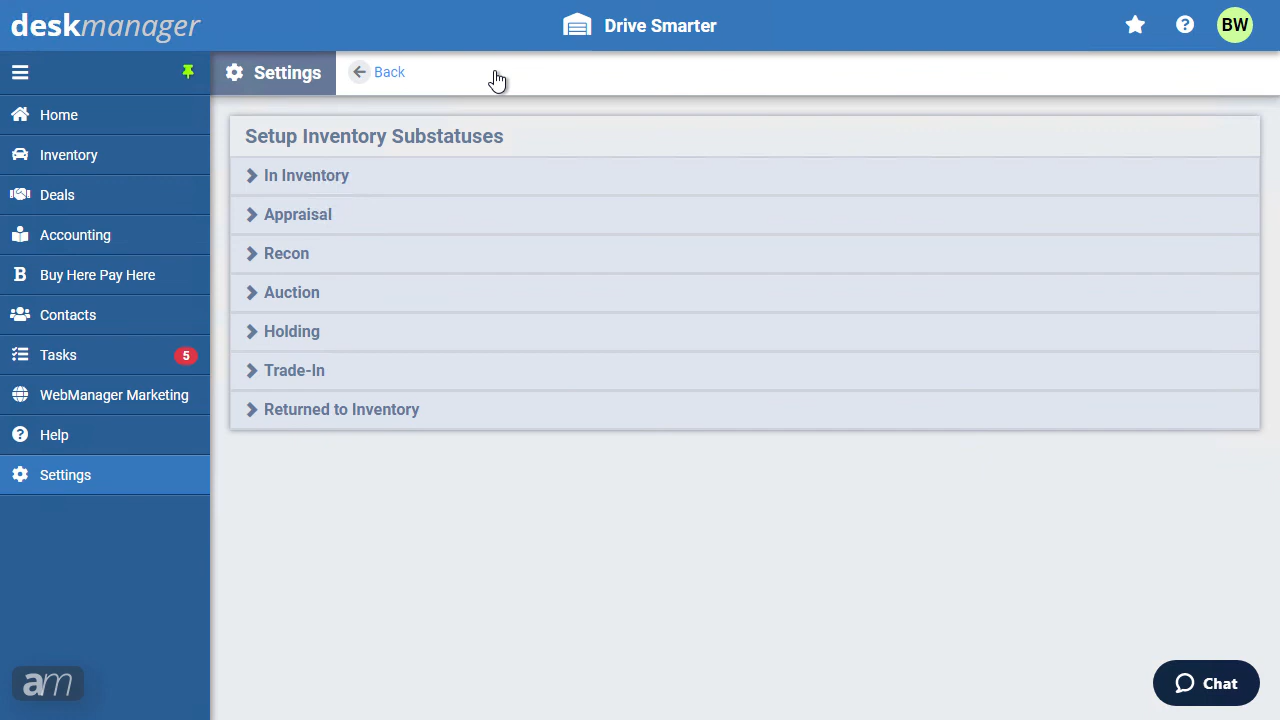 deskmanager
Drive Smarter
BW
Settings
Back
Home
Inventory
Deals
Accounting
B Buy Here Pay Here
Contacts
Tasks
5
WebManager Marketing
Help
Settings
Setup Inventory Substatuses
In Inventory
Appraisal
Recon
Auction
Holding
Trade-In
Returned to Inventory
am
Chat